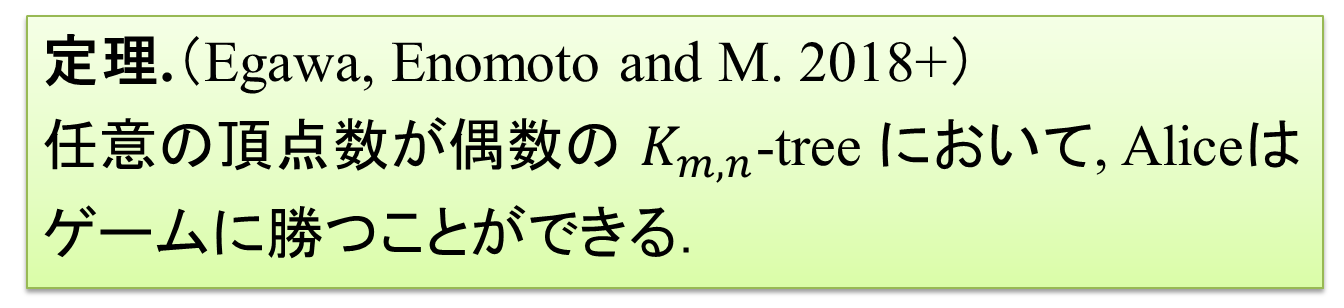 定理.（Egawa, Enomoto and M. 2018+）
任意の頂点数が偶数の K_{m,n}-tree において, Aliceは
ゲームに勝つことができる.